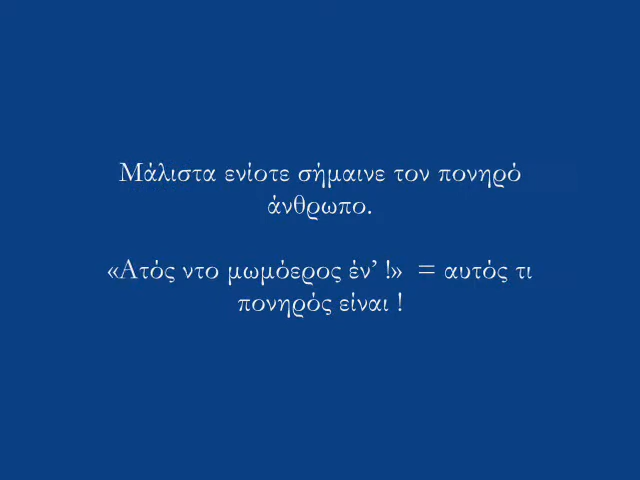 Μάλιστα ενίοτε σήμαινε τον πονηρό
άνθρωπο.
«Ατός ντο μωμόερος έν’ !»  = αυτός τι
πονηρός είναι !